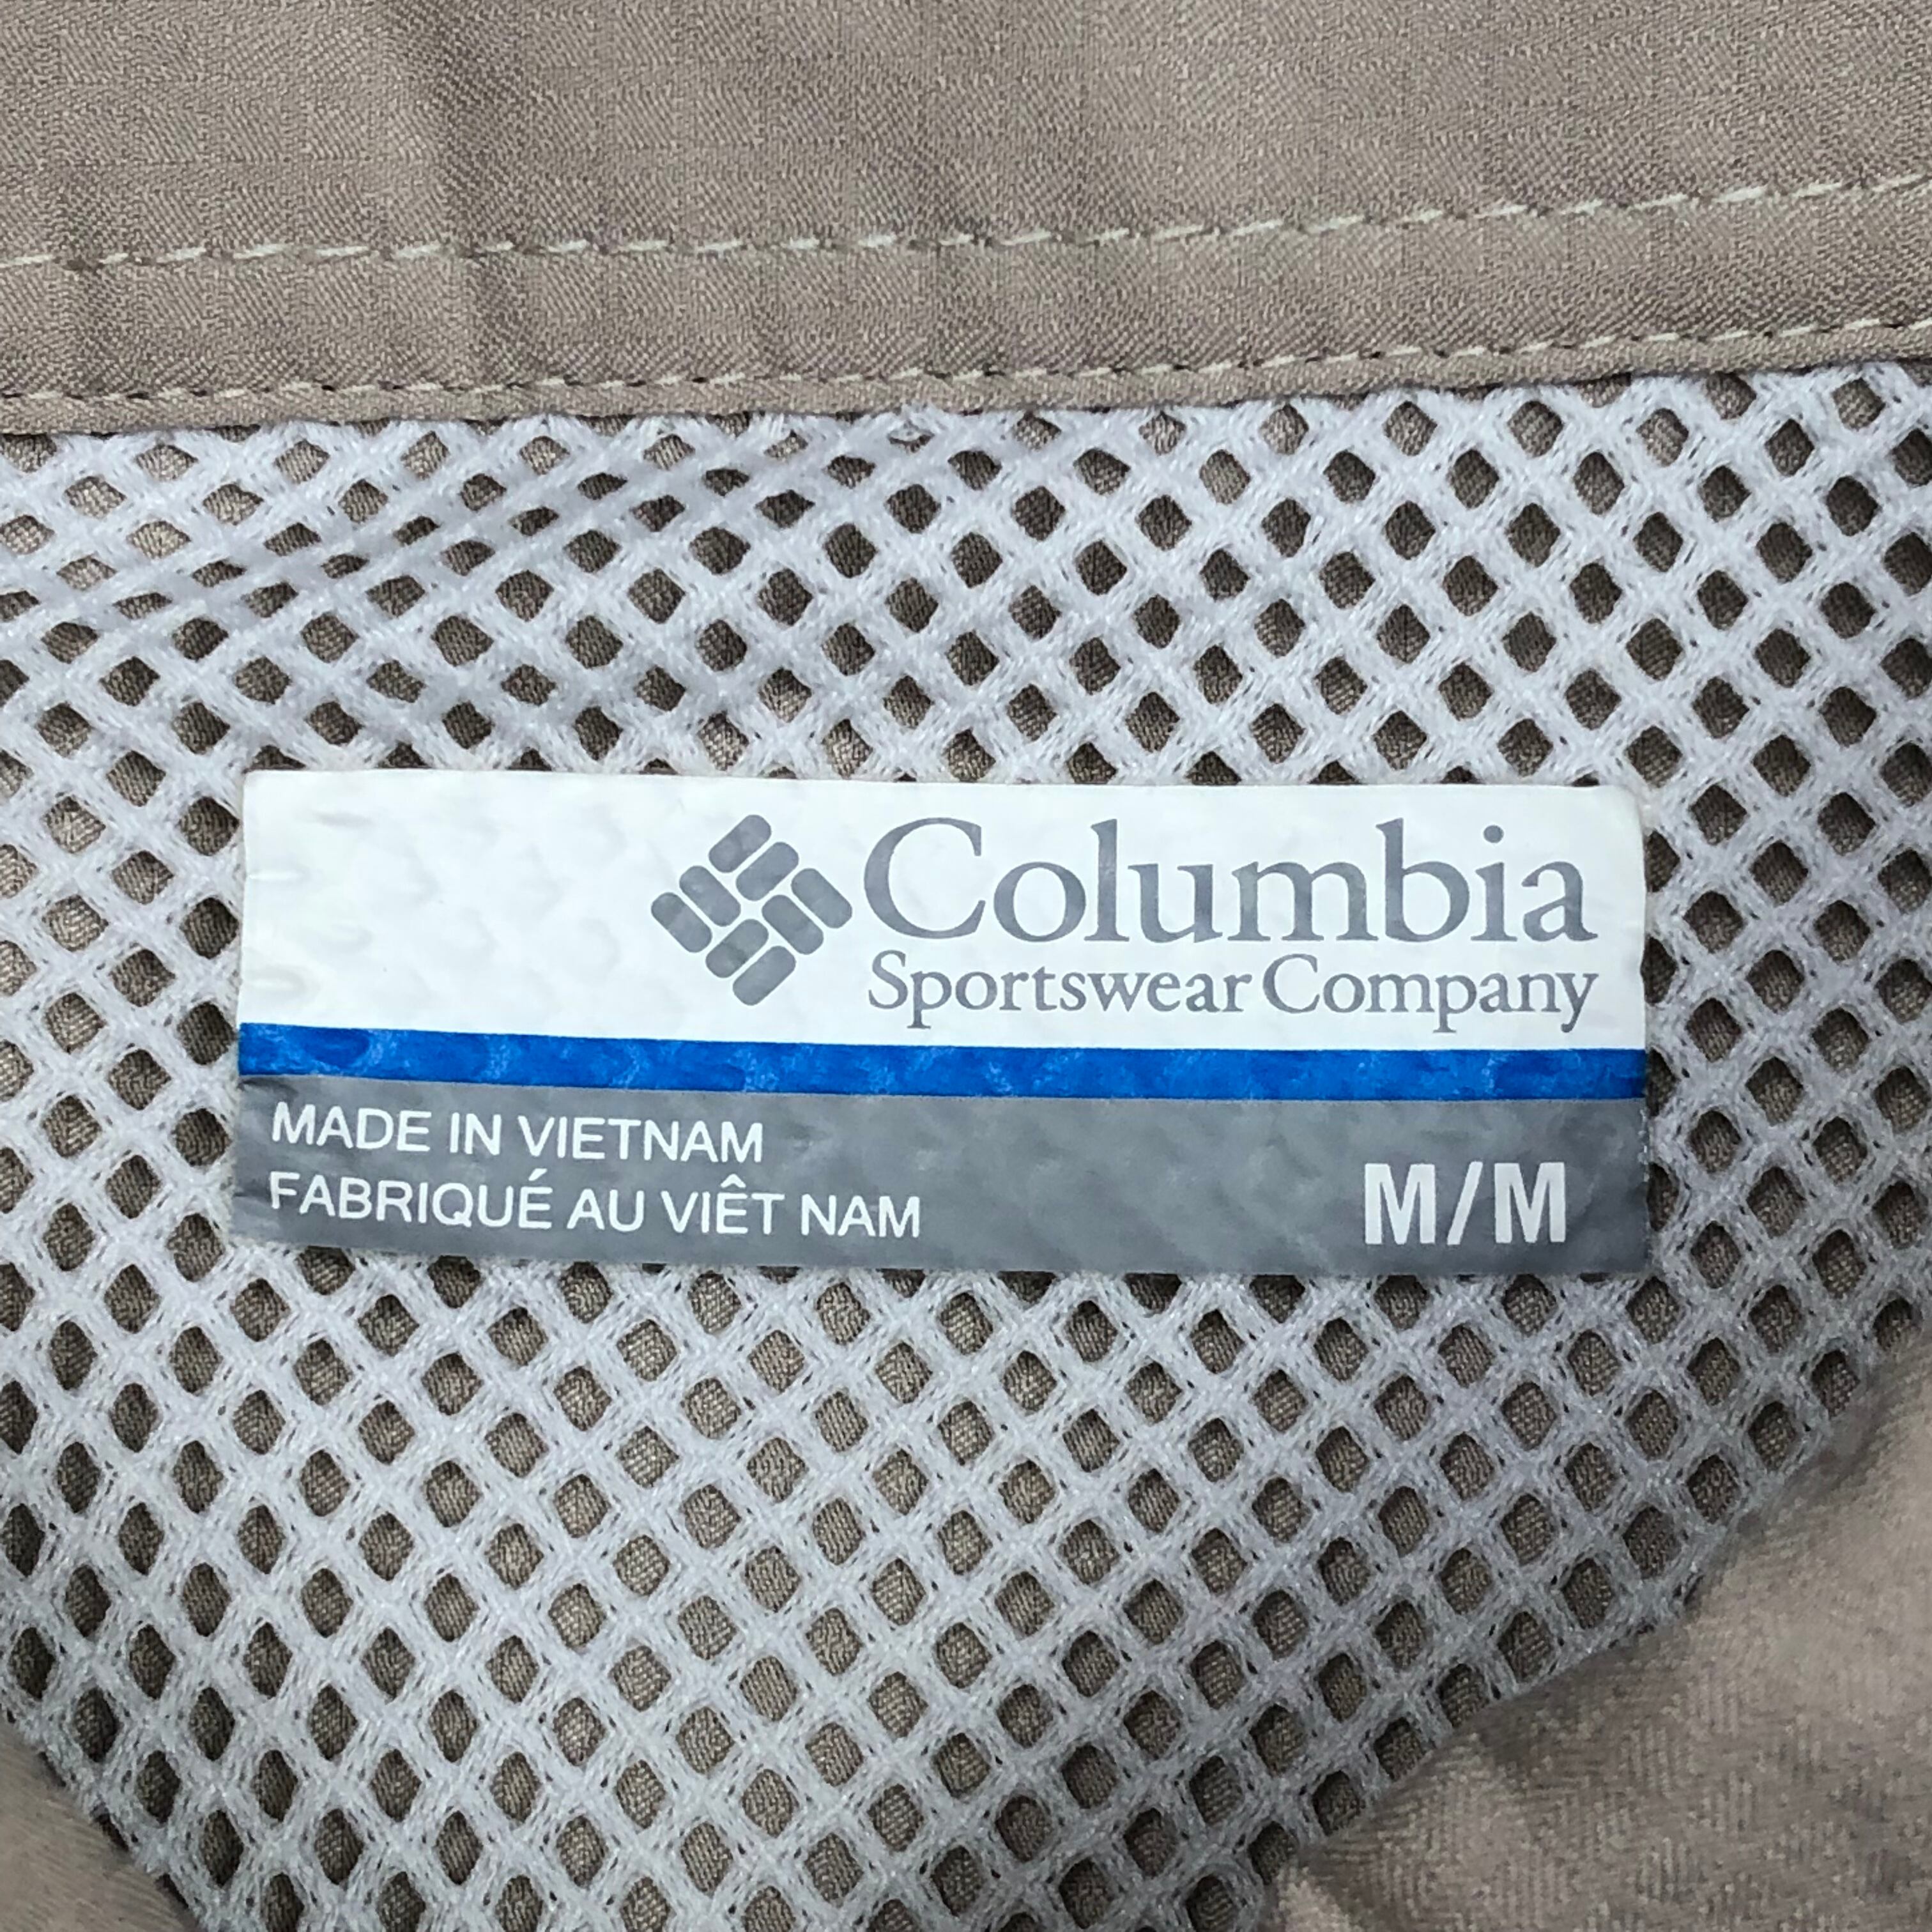 Columbia
Sportswear Company
MADE IN VIETNAM
FABRIQUÉ AU VIÊT NAM
M/M